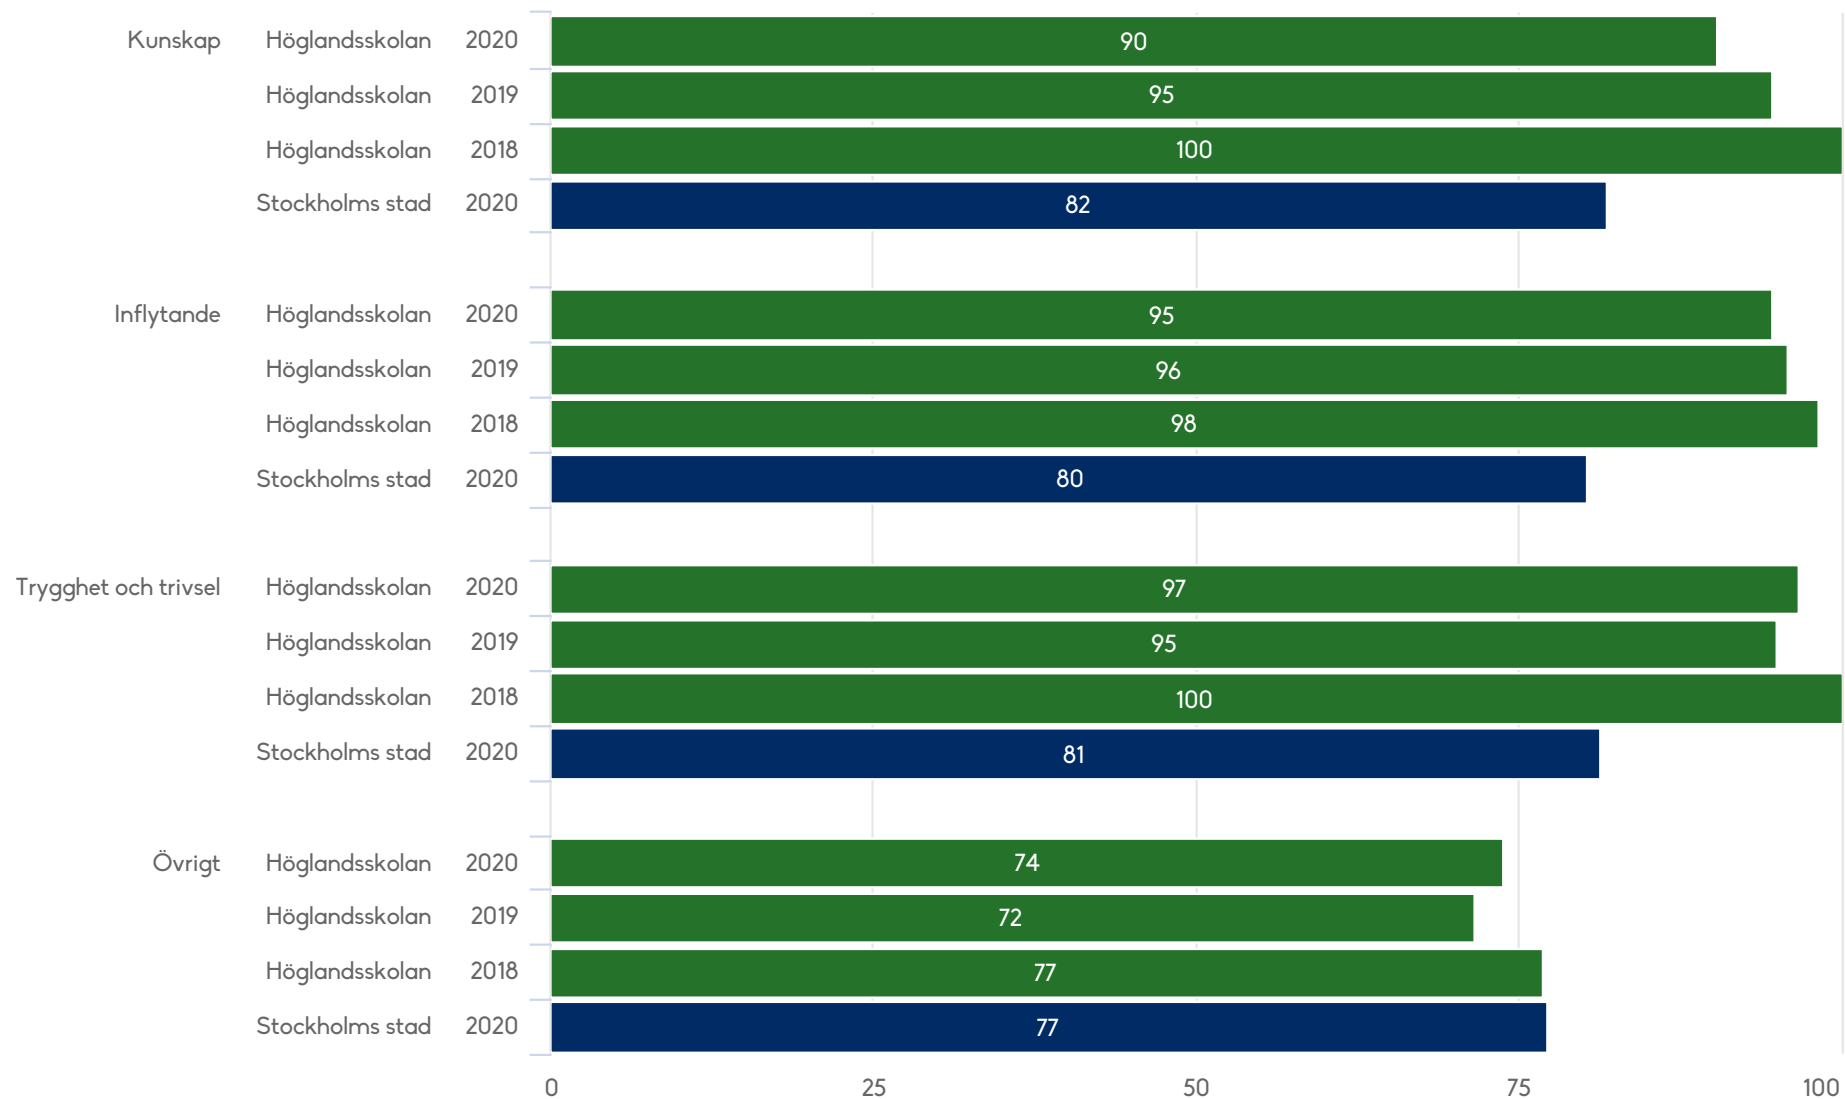 Kunskap Höglandsskolan 2020 90
Höglandsskolan 2019 95
Höglandsskolan 2018 100
Stockholms stad 2020 82
Inflytande Höglandsskolan 2020 95
Höglandsskolan 2019 96
Höglandsskolan 2018 98
Stockholms stad 2020 80
Trygghet och trivsel Höglandsskolan 2020 97
Höglandsskolan 2019 95
Höglandsskolan 2018 100
Stockholms stad 2020 81
Övrigt Höglandsskolan 2020 74
Höglandsskolan 2019 72
Höglandsskolan 2018 77
Stockholms stad 2020 77
0 25 50 75 100